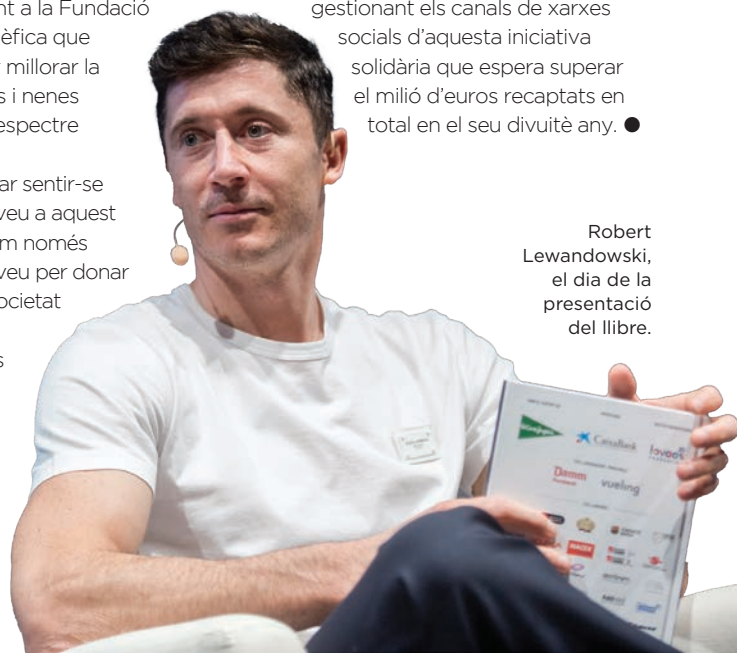 nt a la Fundació
èfica que
millorar la
s i nenes
espectre
ar sentir-se
veu a aquest
m només
veu per donar
ocietat
s
gestionant els canals de xarxes
socials d'aquesta iniciativa
solidària que espera superar
el milió d'euros recaptats en
total en el seu divuitè any. ●
Robert
Lewandowski,
el dia de la
presentació
del llibre.
CaixaBank
Damm
vueling